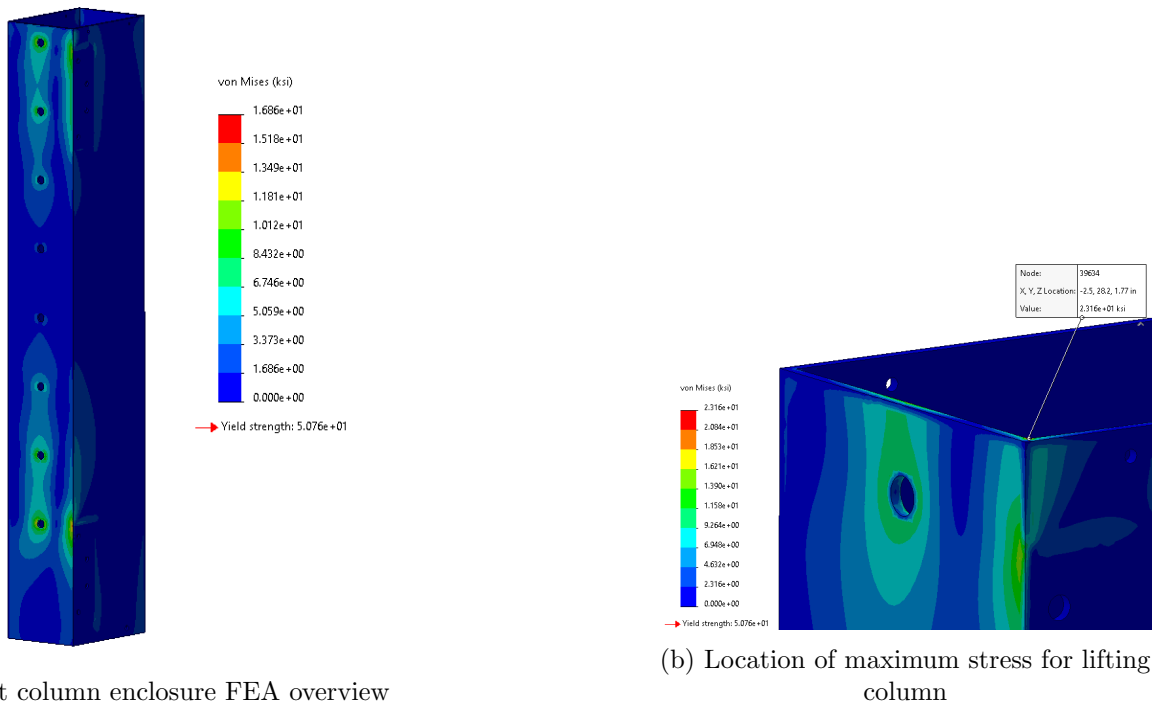 von Mises (ksi)
1.686e+01
1.518e+01
1.349e+01
1.181e+01
1.012e+01
8.432e+00
6.746e+00
5.059e+00
3.373e+00
1.686e+00
0.000e+00
Yield strength: 5.076e+01
t column enclosure FEA overview
Node: 39634
X, Y, Z Location: -2.5, 28.2, 1.77 in
Value: 2.316e+01 ksi
von Mises (ksi)
2.316e+01
2.084e+01
1.853e+01
1.621e+01
1.390e+01
1.158e+01
9.264e+00
6.948e+00
4.632e+00
2.316e+00
0.000e+00
Yield strength: 5.076e+01
(b) Location of maximum stress for lifting
column